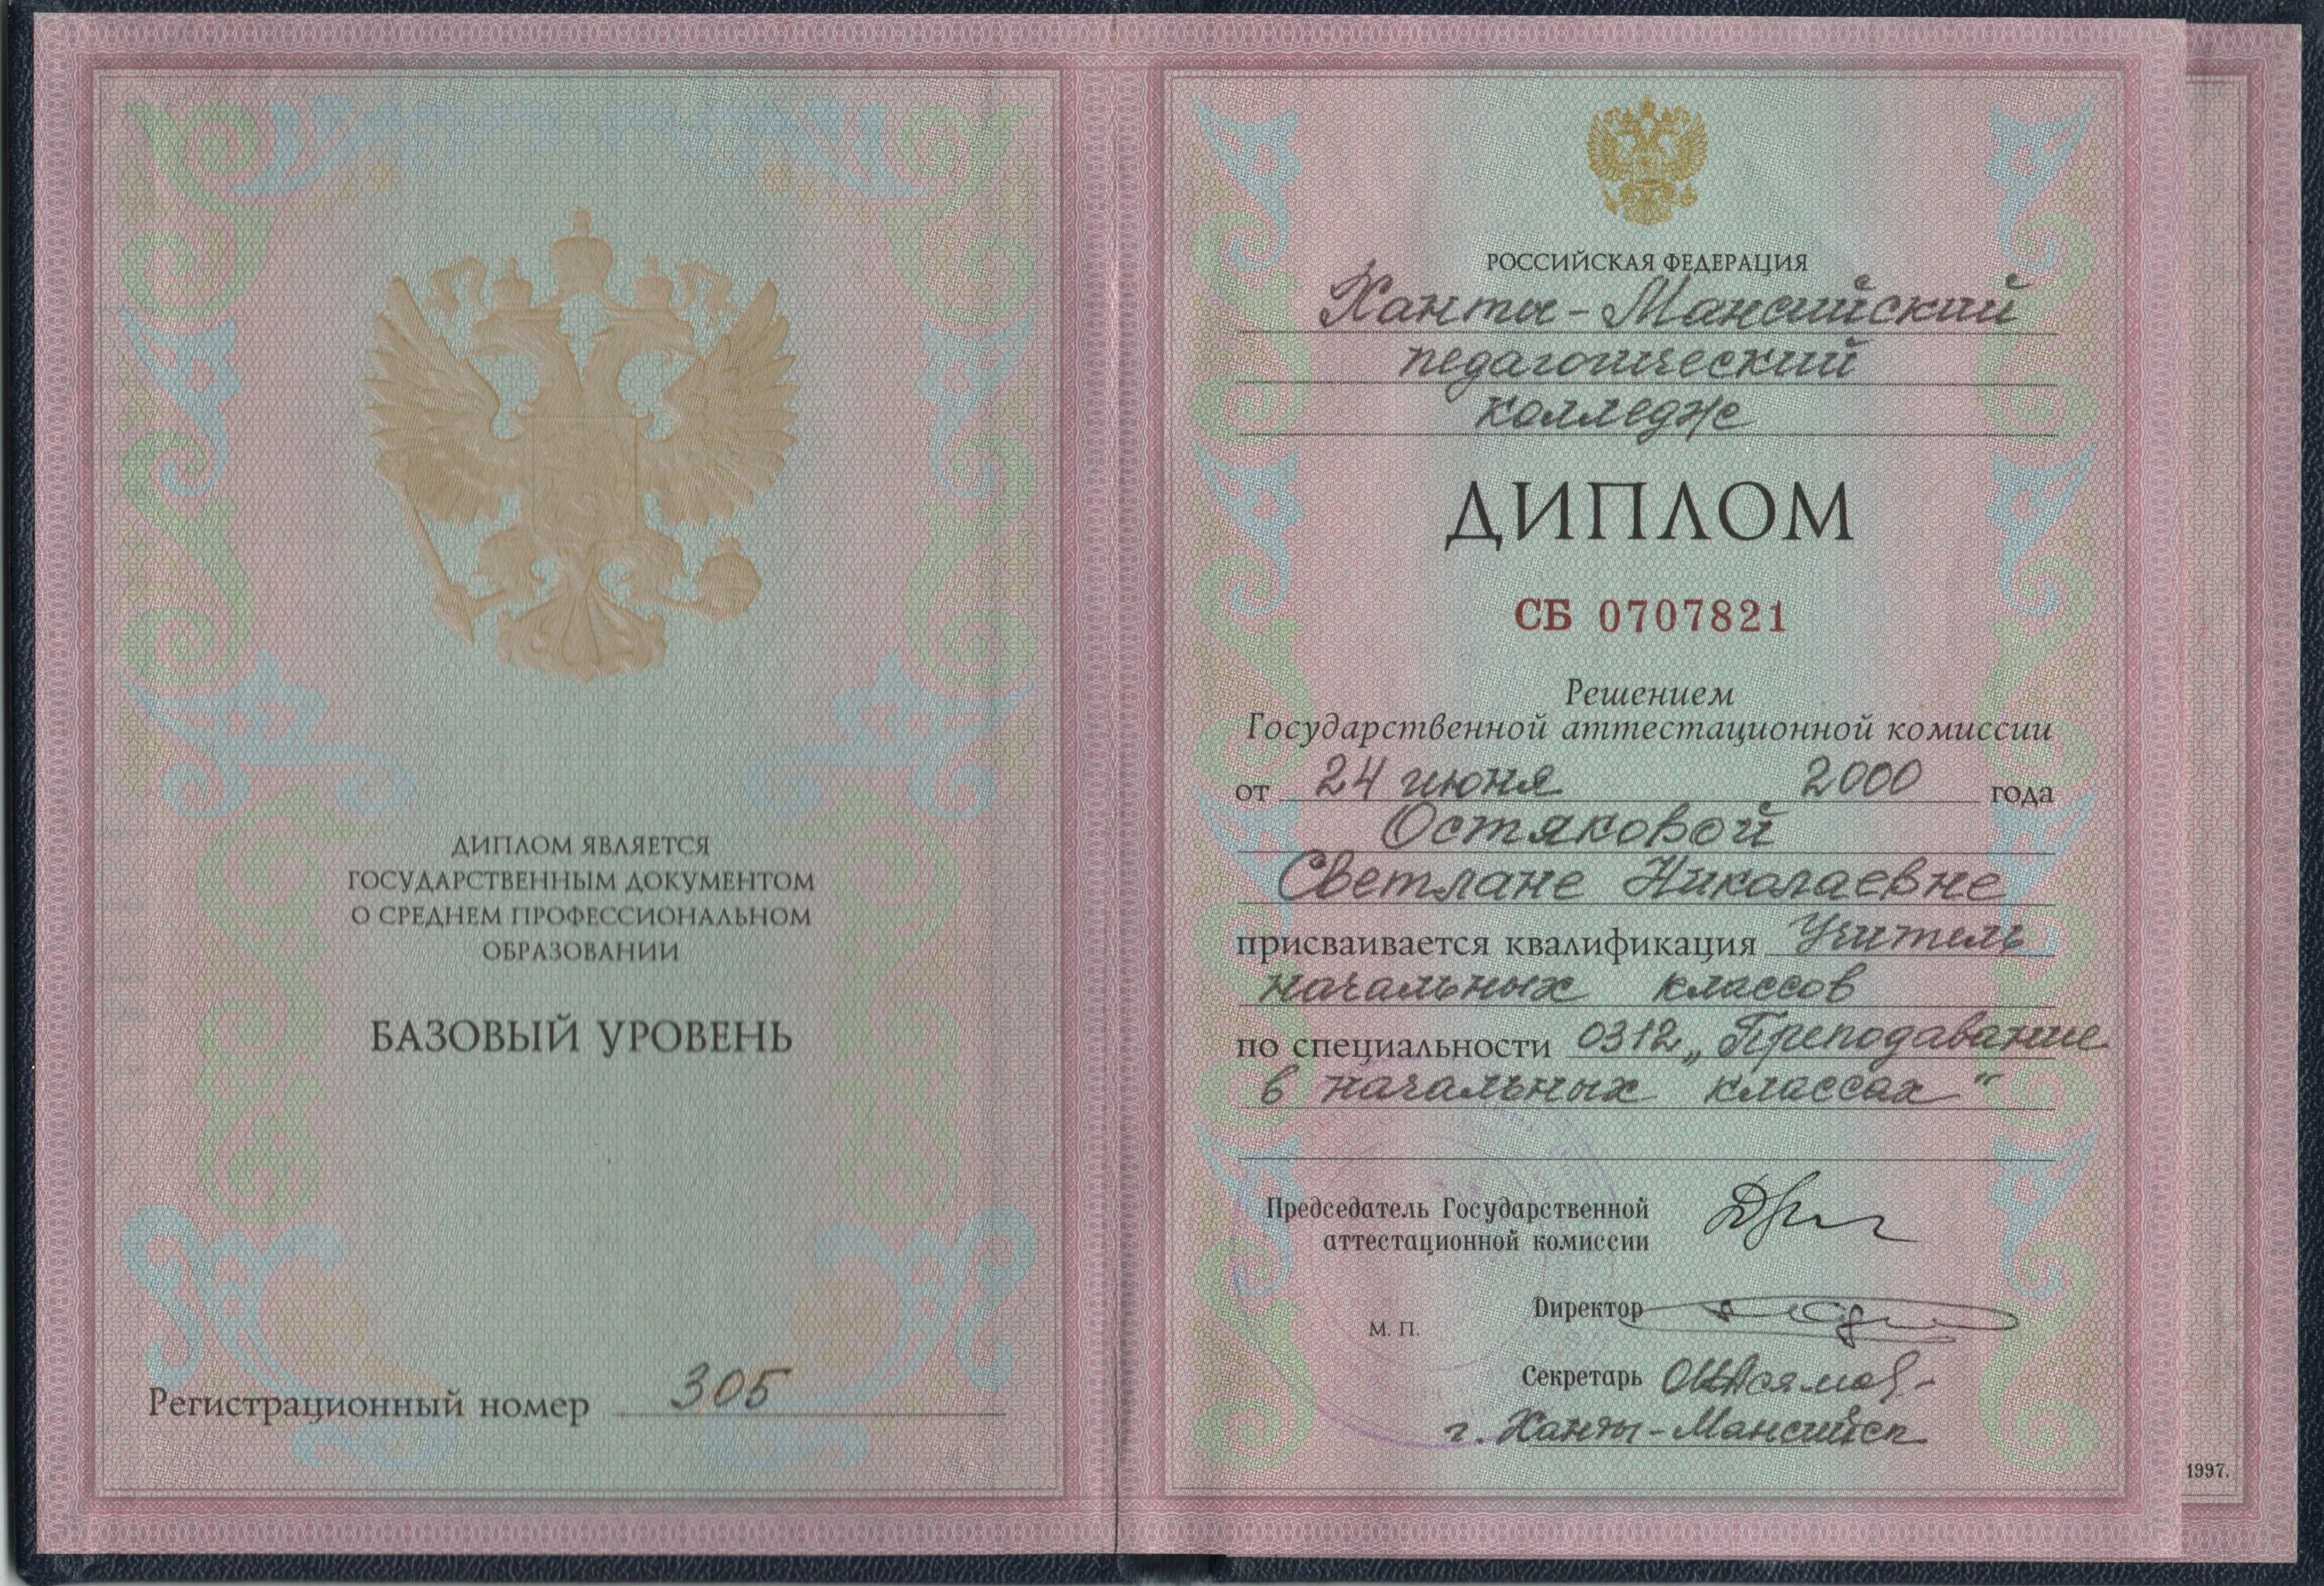 ДИПЛОМ ЯВЛЯЕТСЯ
ГОСУДАРСТВЕННЫМ ДОКУМЕНТОМ
О СРЕДНЕМ ПРОФЕССИОНАЛЬНОМ
ОБРАЗОВАНИИ
БАЗОВЫЙ УРОВЕНЬ
Регистрационный номер 305
РОССИЙСКАЯ ФЕДЕРАЦИЯ
Ханты-Мансийский
педагогический
колледж
ДИПЛОМ
СБ 0707821
Решением
Государственной аттестационной комиссии
от 24 июня 2000 года
Остяковой
Светлане Николаевне
присваивается квалификация Учитель
начальных классов
по специальности 0312 „Преподавание
в начальных классах"
Председатель Государственной
аттестационной комиссии
Директор
М. П.
Секретарь
г. Ханты-Мансийск
1997.